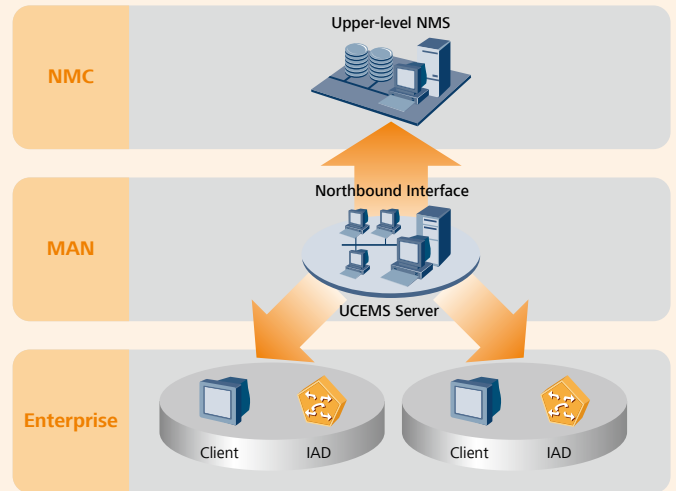 Upper-level NMS
NMC
Northbound Interface
MAN
UCEMS Server
Enterprise
Client
IAD
Client
IAD